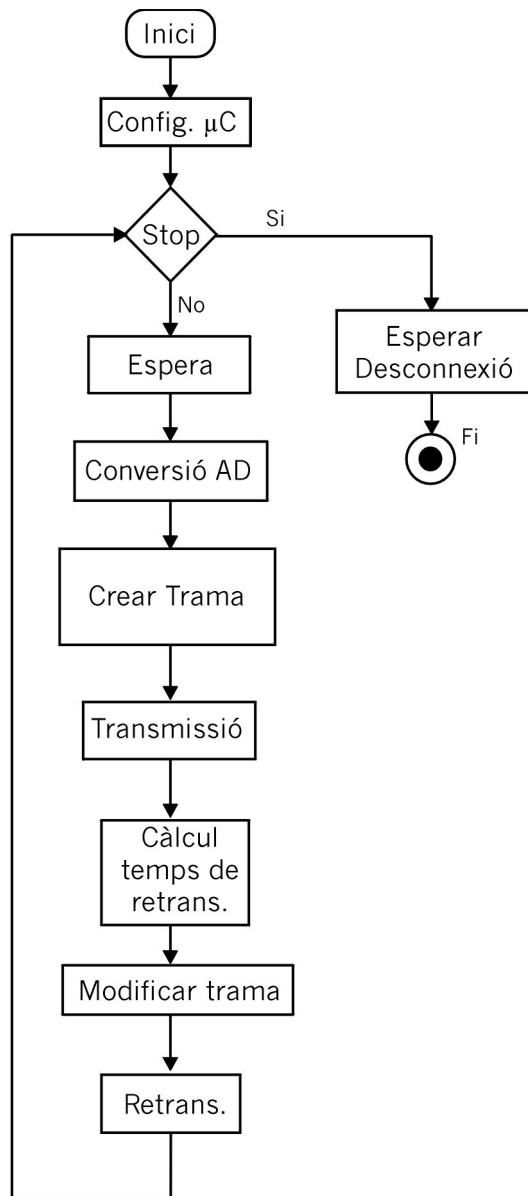 Inici
Config. μC
Stop
Si
No
Espera
Esperar
Desconnexió
Fi
Conversió AD
Crear Trama
Transmissió
Càlcul
temps de
retrans.
Modificar trama
Retrans.